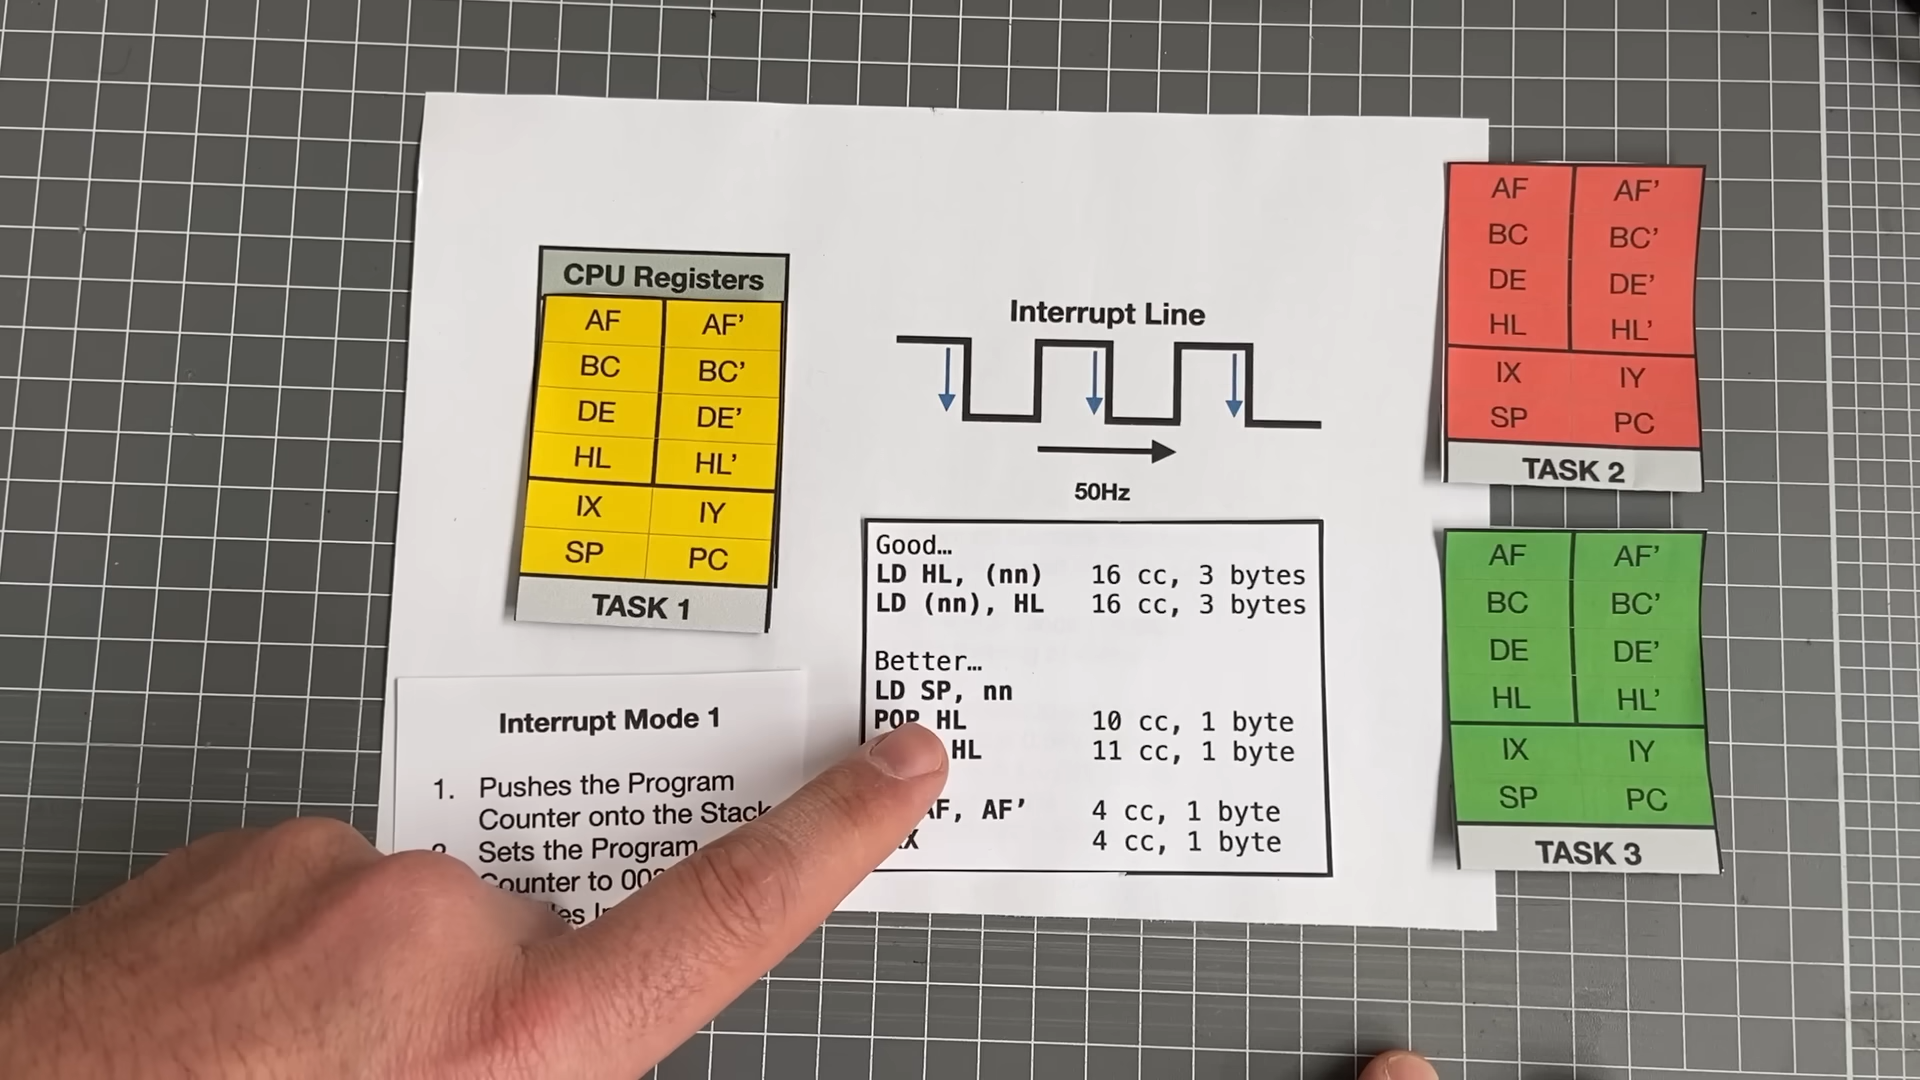 CPU Registers
AF AF’
BC BC’
DE DE’
HL HL’
IX IY
SP PC
TASK 1
Interrupt Line
50Hz
Good…
LD HL, (nn) 16 cc, 3 bytes
LD (nn), HL 16 cc, 3 bytes
Better…
LD SP, nn
POP HL 10 cc, 1 byte
HL 11 cc, 1 byte
AF, AF’ 4 cc, 1 byte
4 cc, 1 byte
Interrupt Mode 1
1. Pushes the Program
Counter onto the Stack
Sets the Program
Counter to
AF AF’
BC BC’
DE DE’
HL HL’
IX IY
SP PC
TASK 2
AF AF’
BC BC’
DE DE’
HL HL’
IX IY
SP PC
TASK 3